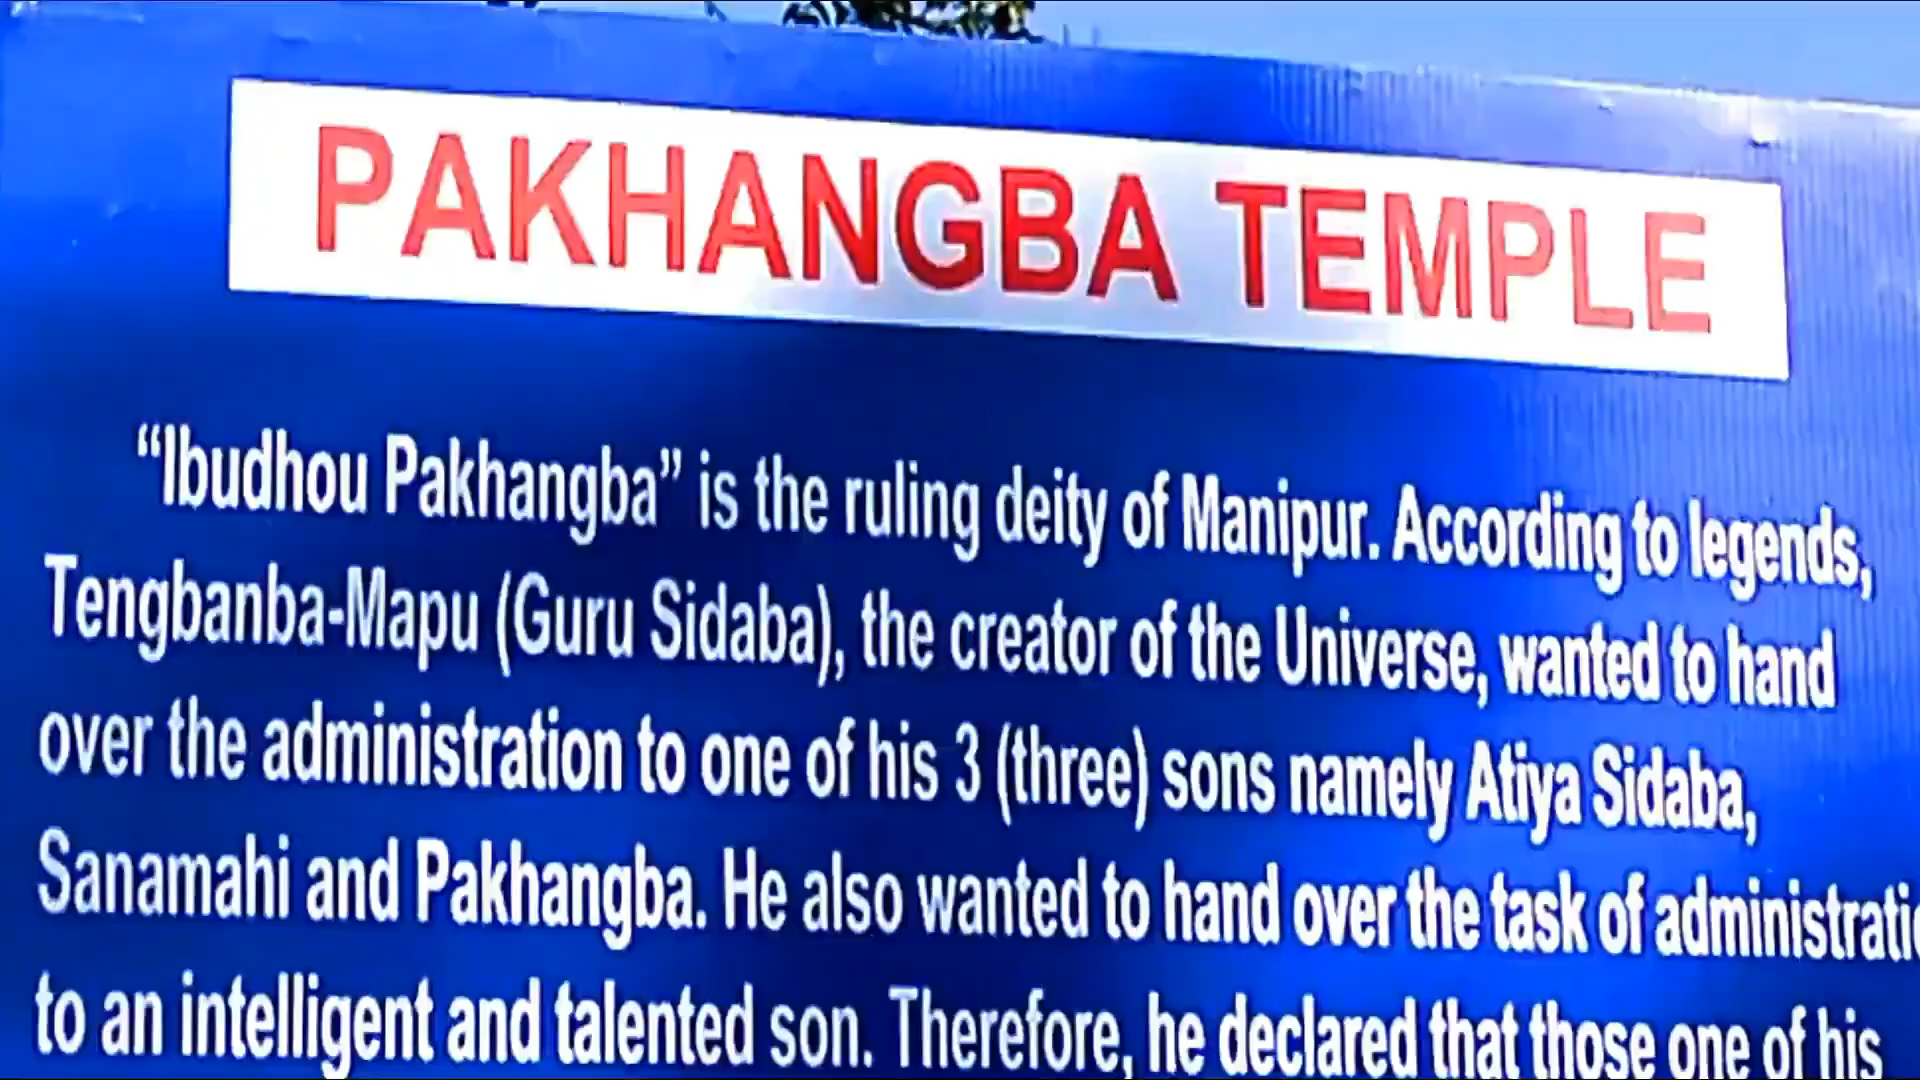 PAKHANGBA TEMPLE
“Ibudhou Pakhangba” is the ruling deity of Manipur. According to legends,
Tengbanba-Mapu (Guru Sidaba), the creator of the Universe, wanted to hand
over the administration to one of his 3 (three) sons namely Atiya Sidaba,
Sanamahi and Pakhangba. He also wanted to hand over the task of administratio
to an intelligent and talented son. Therefore, he declared that those one of his